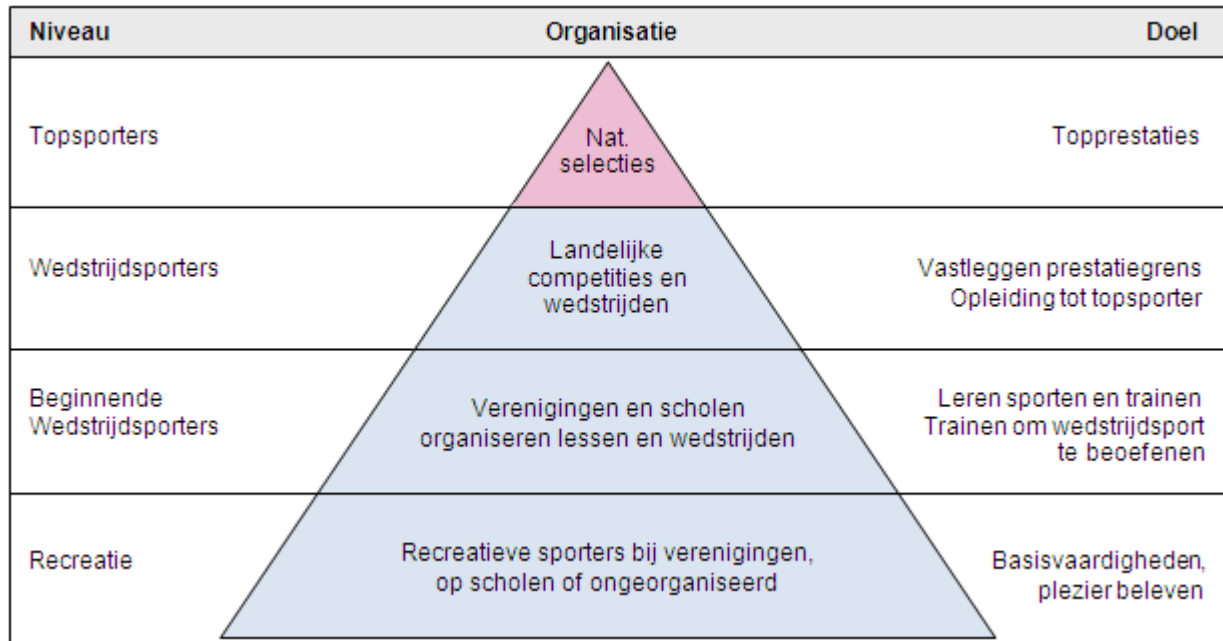 Niveau Organisatie Doel
Topsporters
Nat.
selecties
Topprestaties
Wedstrijdsporters
Landelijke
competities en
wedstrijden
Vastleggen prestatiegrens
Opleiding tot topsporter
Beginnende
Wedstrijdsporters
Verenigingen en scholen
organiseren lessen en wedstrijden
Leren sporten en trainen
Trainen om wedstrijdsport
te beoefenen
Recreatie
Recreatieve sporters bij verenigingen,
op scholen of ongeorganiseerd
Basisvaardigheden,
plezier beleven